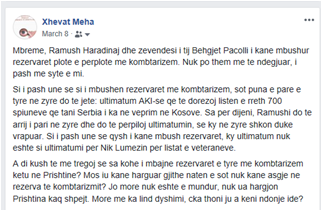 Xhevat Meha
March 8
Mbreme, Ramush Haradinaj dhe zevendesi i tij Behgjet Pacolli i kane mbushur
rezervaret plote e perplote me kombtarizem. Nuk po them me te ndegjuar, i
pash me syte e mi.
Si i pash une se si i mbushen rezervaret me kombtarizem, sot puna e pare e
tyre ne zyre do te jete: ultimatum AKI-se qe te dorezoj listen e rreth 700
spiuneve qe tani Serbia i ka ne veprim ne Kosove. Sa per dijeni, Ramushi do te
arrij i pari ne zyre dhe do te perpiloj ultimatumin, se ky ne zyre shkon duke
vrapuar. Si i pash une se qysh i kane mbush rezervaret, ky ultimatum nuk
eshte si ultimatumi per Nik Lumezin per listat e veteraneve.
A di kush te me tregoj se sa kohe i mbajne rezervaret e tyre me kombtarizem
ketu ne Prishtine? Mos iu kane harguar gjithe naten e sot nuk kane asgje ne
rezerva te kombtarizmit? Jo more nuk eshte e mundur, nuk ua hargjon
Prishtina kaq shpejt. More me ka lind dyshimi, cka thoni ju a keni ndonje ide?